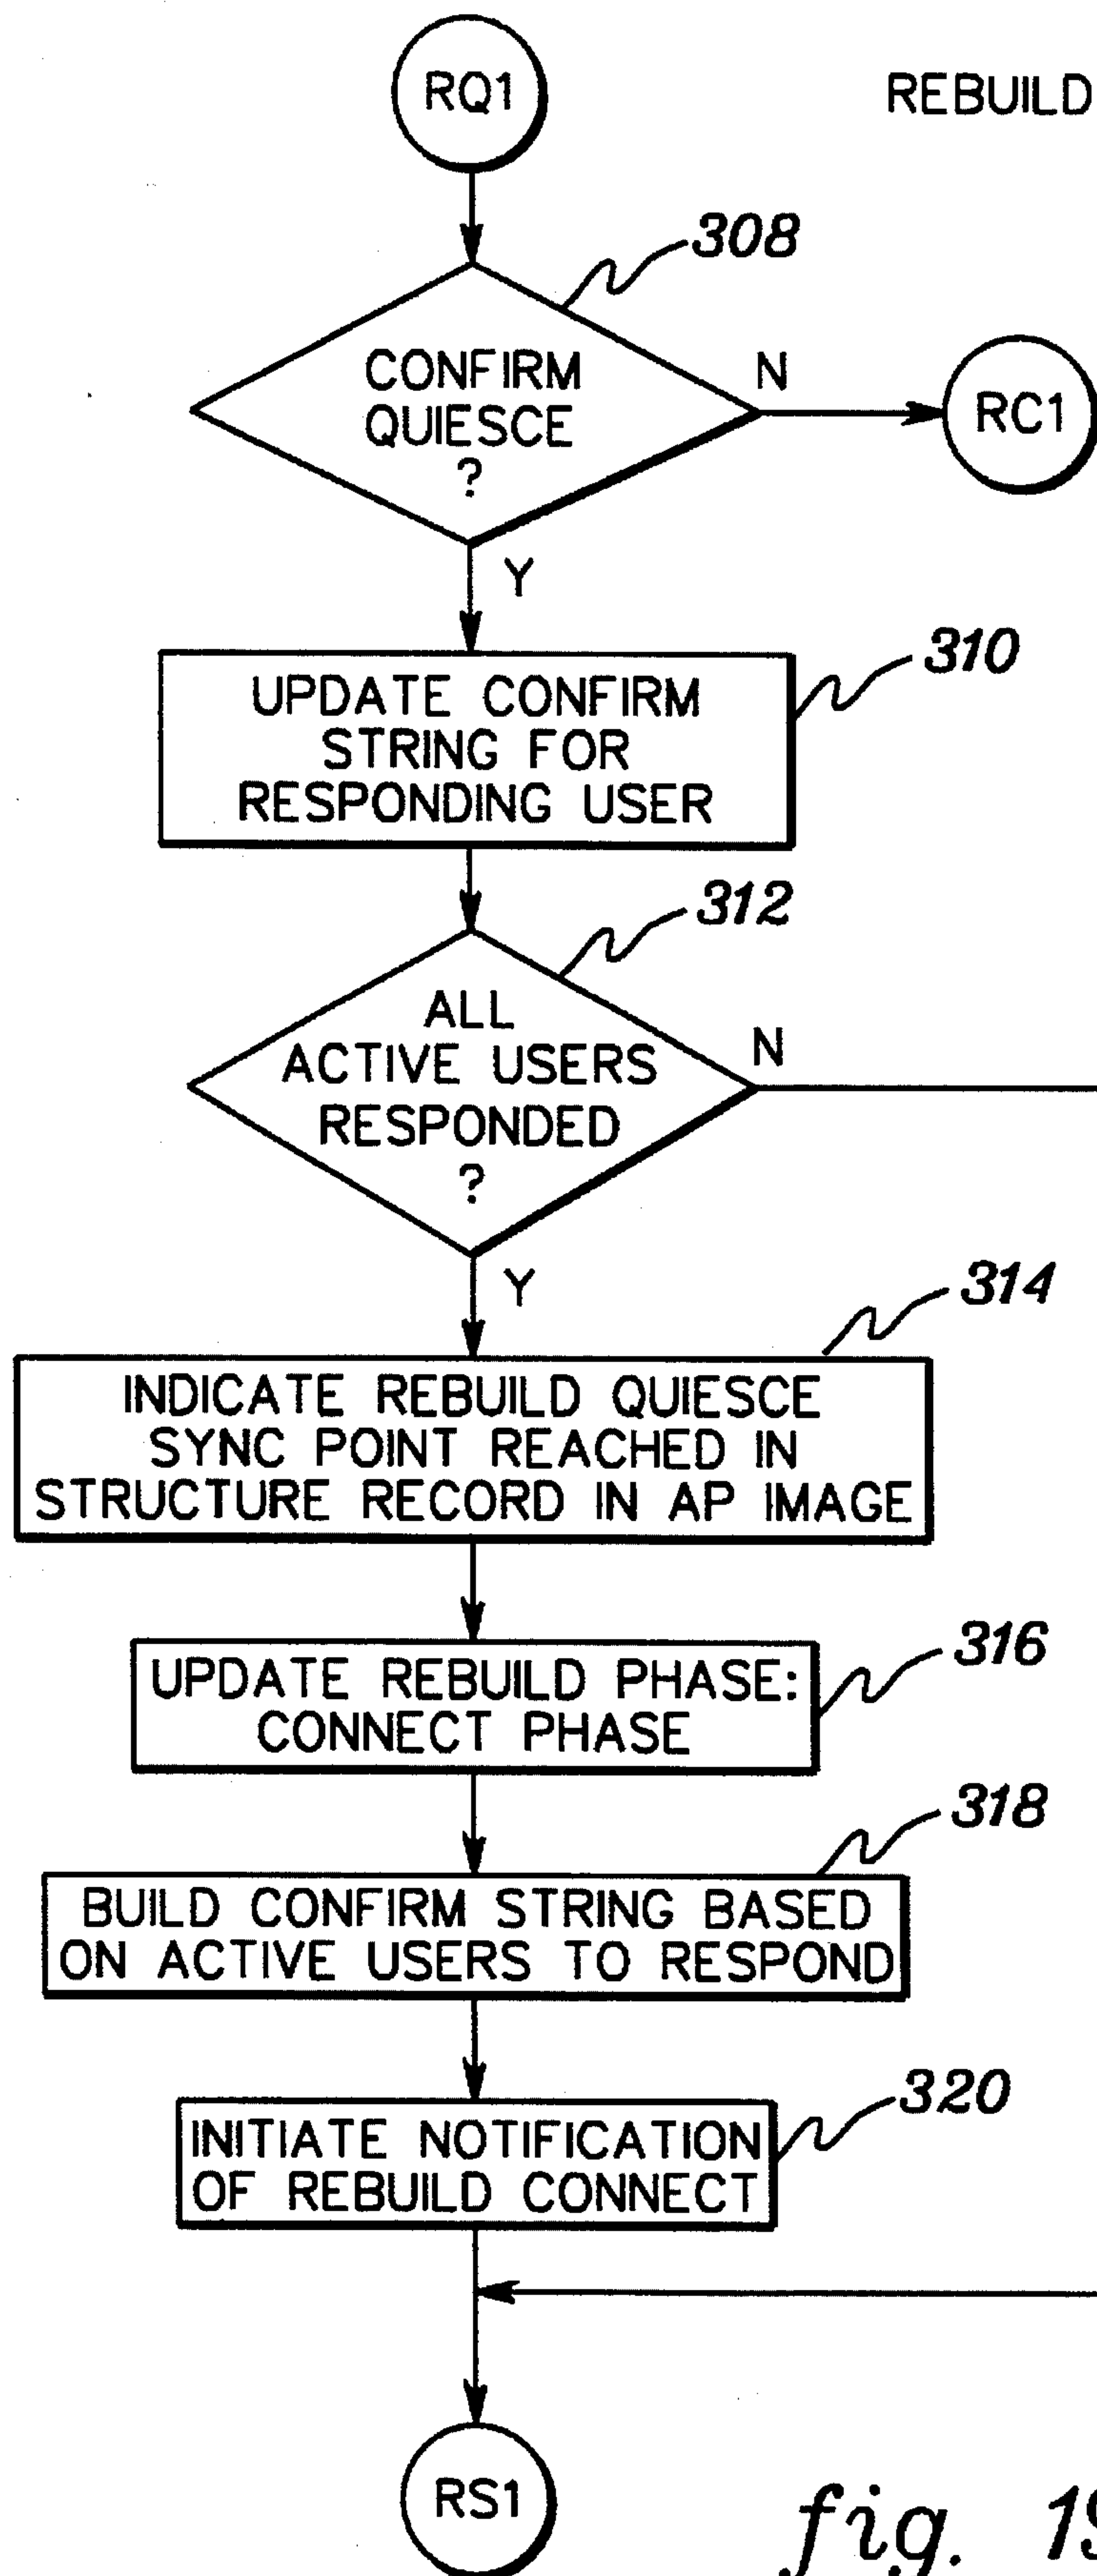 RQ1
REBUILD
308
CONFIRM
QUIESCE
?
N
RC1
Y
310
UPDATE CONFIRM
STRING FOR
RESPONDING USER
312
ALL
ACTIVE USERS
RESPONDED
?
N
Y
314
INDICATE REBUILD QUIESCE
SYNC POINT REACHED IN
STRUCTURE RECORD IN AP IMAGE
316
UPDATE REBUILD PHASE:
CONNECT PHASE
318
BUILD CONFIRM STRING BASED
ON ACTIVE USERS TO RESPOND
320
INITIATE NOTIFICATION
OF REBUILD CONNECT
RS1
fig. 19